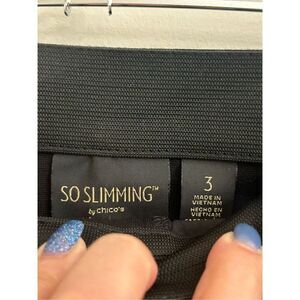 SO SLIMMING™
by chico's
3
MADE IN
VIETNAM
HECHO EN
VIETNAM